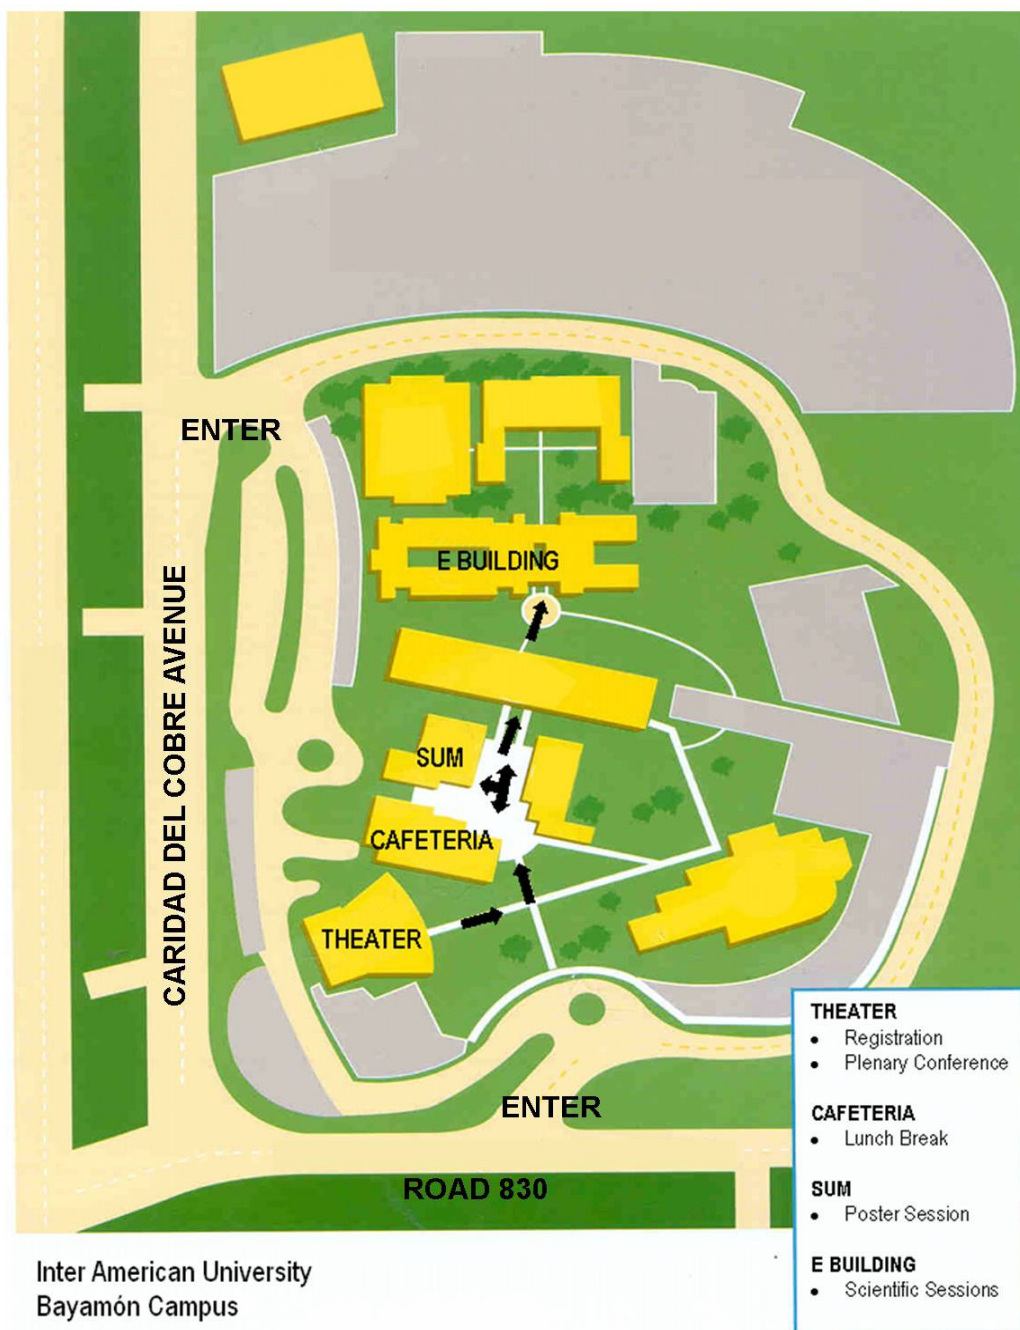 ENTER
E BUILDING
CARIDAD DEL COBRE AVENUE
SUM
CAFETERIA
THEATER
ENTER
ROAD 830
THEATER
• Registration
• Plenary Conference
CAFETERIA
• Lunch Break
SUM
• Poster Session
E BUILDING
• Scientific Sessions
Inter American University
Bayamón Campus